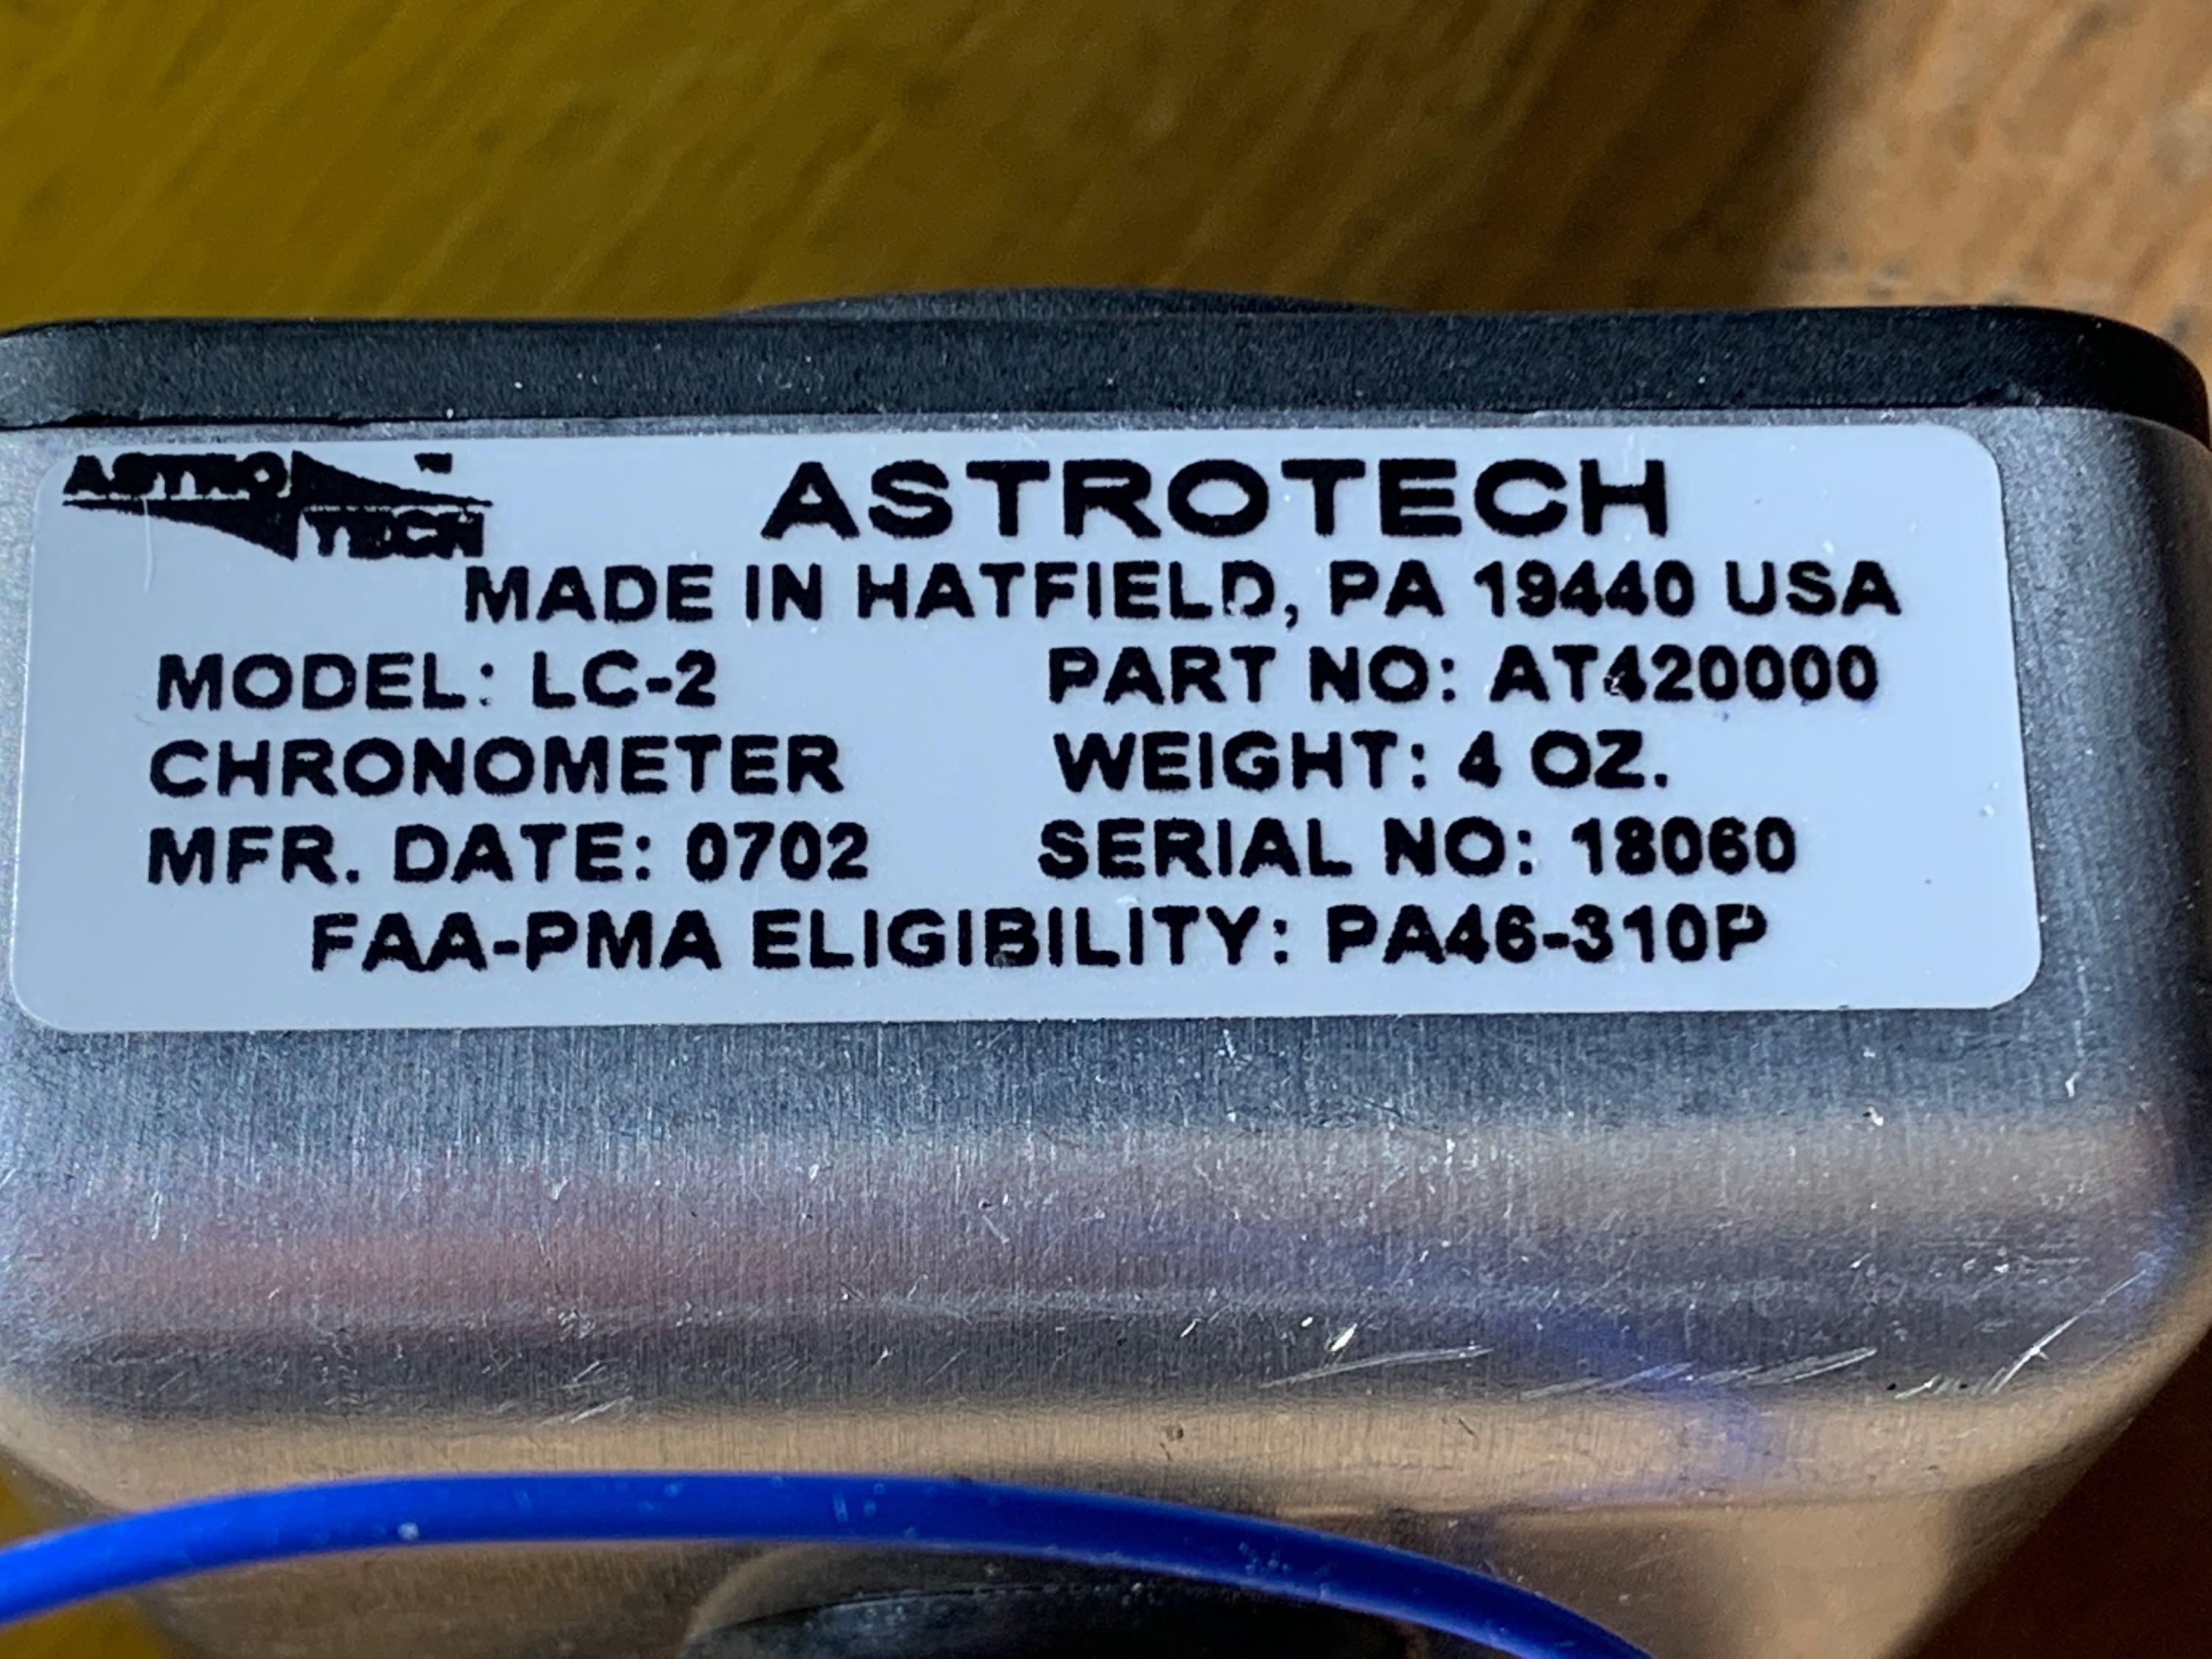 ASTRO TECH ™
ASTROTECH
MADE IN HATFIELD, PA 19440 USA
MODEL: LC-2 PART NO: AT420000
CHRONOMETER WEIGHT: 4 OZ.
MFR. DATE: 0702 SERIAL NO: 18060
FAA-PMA ELIGIBILITY: PA46-310P